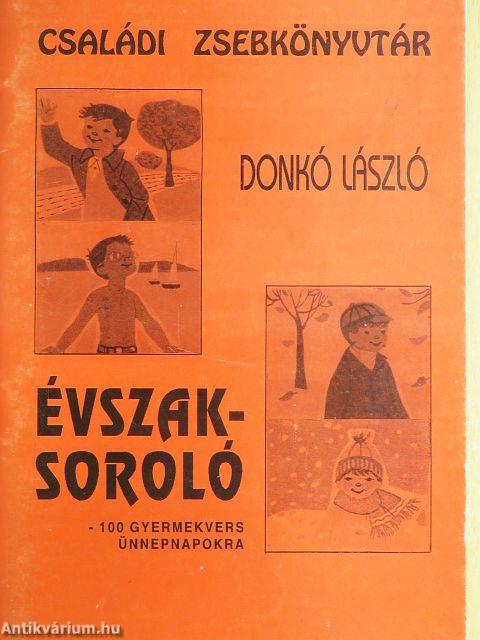 CSALÁDI ZSEBKÖNYVTÁR
DONKÓ LÁSZLÓ
ÉVSZAK-
SOROLÓ
- 100 GYERMEKVERS
ÜNNEPNAPOKRA
Antikvárium.hu